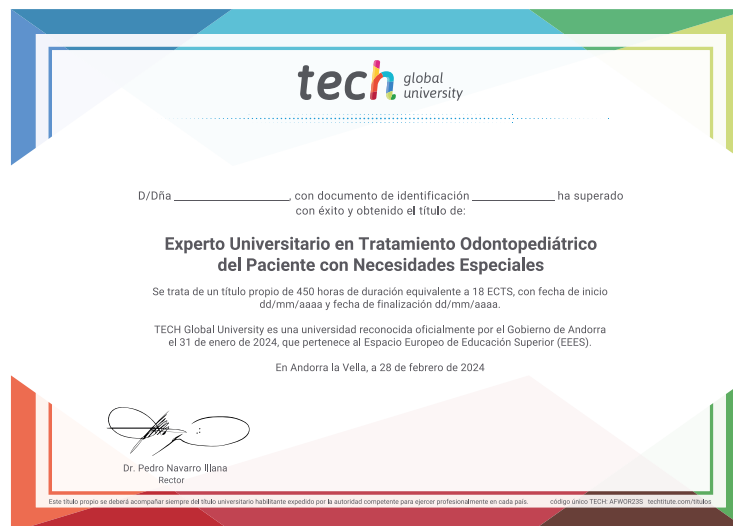 tech global
university
D/Dña ______________, con documento de identificación ______________ ha superado
con éxito y obtenido el título de:
Experto Universitario en Tratamiento Odontopediátrico
del Paciente con Necesidades Especiales
Se trata de un título propio de 450 horas de duración equivalente a 18 ECTS, con fecha de inicio
dd/mm/aaaa y fecha de finalización dd/mm/aaaa.
TECH Global University es una universidad reconocida oficialmente por el Gobierno de Andorra
el 31 de enero de 2024, que pertenece al Espacio Europeo de Educación Superior (EEES).
En Andorra la Vella, a 28 de febrero de 2024
Dr. Pedro Navarro Illana
Rector
Este título propio se deberá acompañar siempre del título universitario habilitante expedido por la autoridad competente para ejercer profesionalmente en cada país. código único TECH: AFWOR23S techtitute.com/titulos